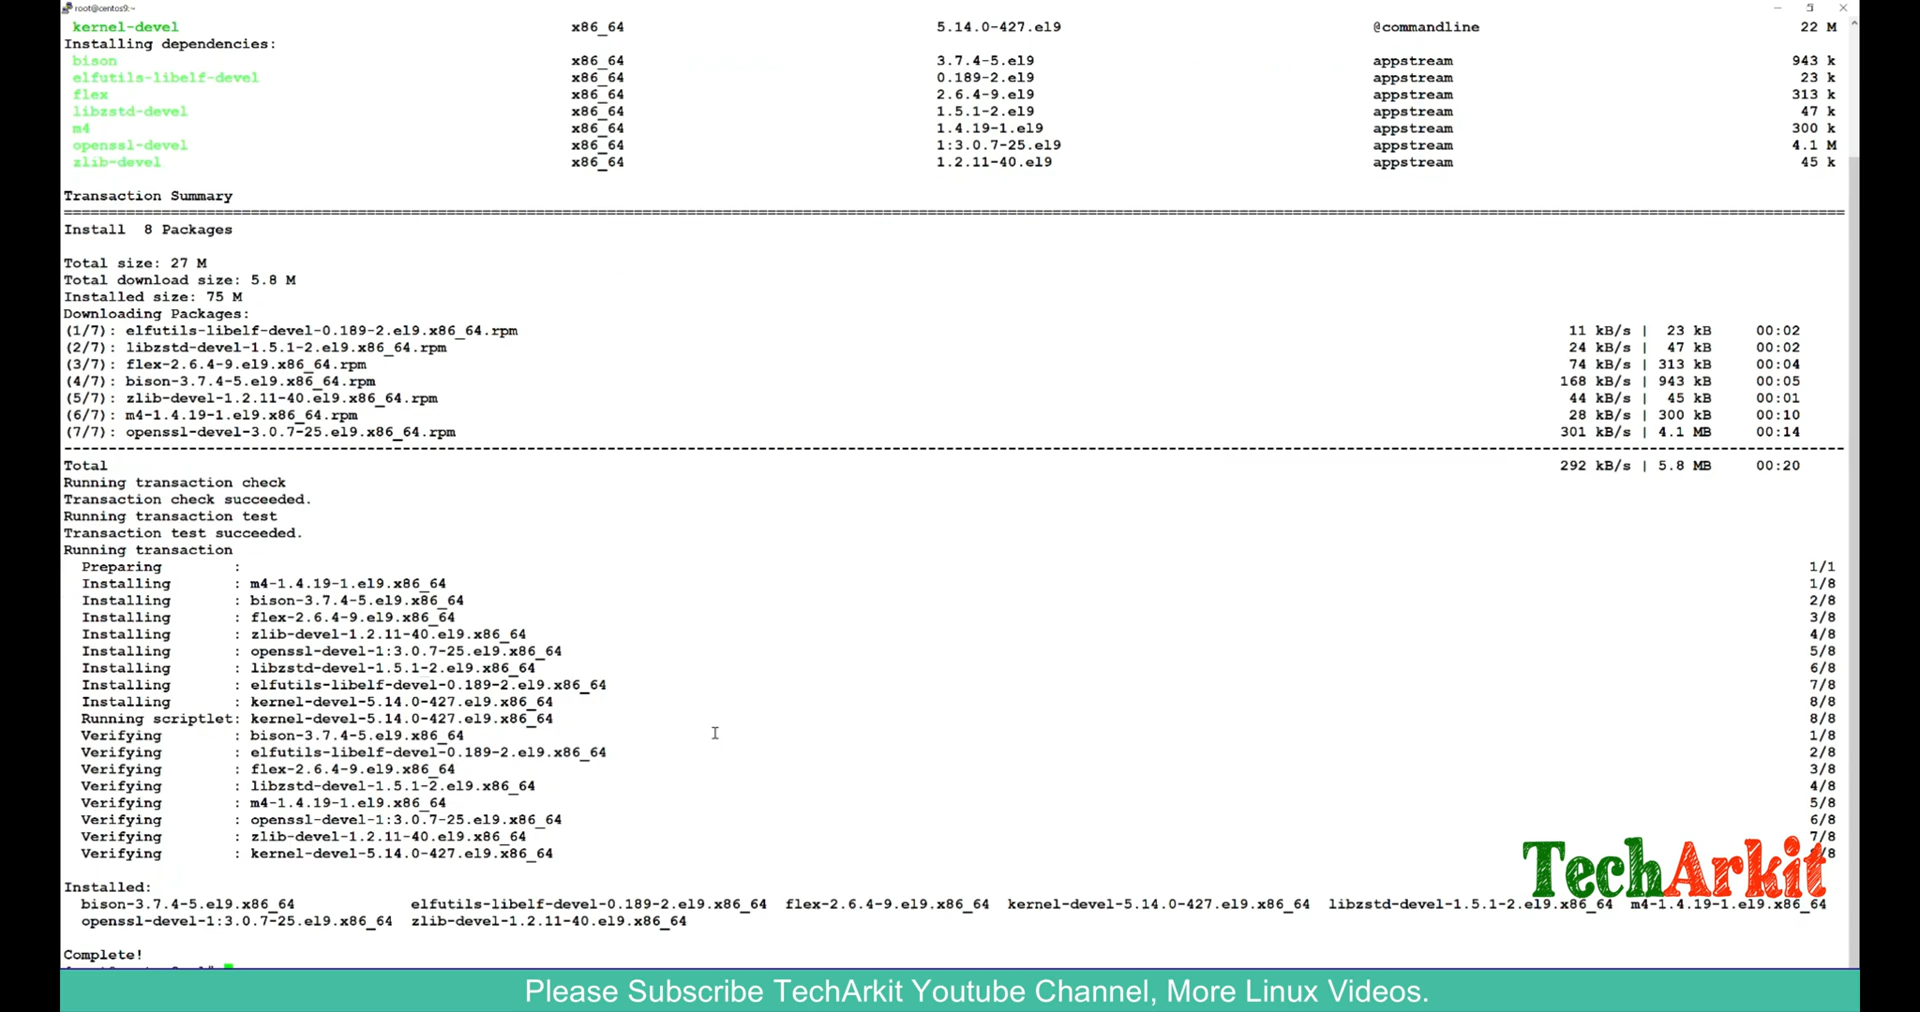 root@centos9:~
kernel-devel x86_64 5.14.0-427.el9 @commandline 22 M
Installing dependencies:
bison x86_64 3.7.4-5.el9 appstream 943 k
elfutils-libelf-devel x86_64 0.189-2.el9 appstream 23 k
flex x86_64 2.6.4-9.el9 appstream 313 k
libzstd-devel x86_64 1.5.1-2.el9 appstream 47 k
m4 x86_64 1.4.19-1.el9 appstream 300 k
openssl-devel x86_64 1:3.0.7-25.el9 appstream 4.1 M
zlib-devel x86_64 1.2.11-40.el9 appstream 45 k
Transaction Summary
================================================================================
Install 8 Packages
Total size: 27 M
Total download size: 5.8 M
Installed size: 75 M
Downloading Packages:
(1/7): elfutils-libelf-devel-0.189-2.el9.x86_64.rpm 11 kB/s | 23 kB 00:02
(2/7): libzstd-devel-1.5.1-2.el9.x86_64.rpm 24 kB/s | 47 kB 00:02
(3/7): flex-2.6.4-9.el9.x86_64.rpm 74 kB/s | 313 kB 00:04
(4/7): bison-3.7.4-5.el9.x86_64.rpm 168 kB/s | 943 kB 00:05
(5/7): zlib-devel-1.2.11-40.el9.x86_64.rpm 44 kB/s | 45 kB 00:01
(6/7): m4-1.4.19-1.el9.x86_64.rpm 28 kB/s | 300 kB 00:10
(7/7): openssl-devel-3.0.7-25.el9.x86_64.rpm 301 kB/s | 4.1 MB 00:14
--------------------------------------------------------------------------------
Total 292 kB/s | 5.8 MB 00:20
Running transaction check
Transaction check succeeded.
Running transaction test
Transaction test succeeded.
Running transaction
Preparing : 1/1
Installing : m4-1.4.19-1.el9.x86_64 1/8
Installing : bison-3.7.4-5.el9.x86_64 2/8
Installing : flex-2.6.4-9.el9.x86_64 3/8
Installing : zlib-devel-1.2.11-40.el9.x86_64 4/8
Installing : openssl-devel-1:3.0.7-25.el9.x86_64 5/8
Installing : libzstd-devel-1.5.1-2.el9.x86_64 6/8
Installing : elfutils-libelf-devel-0.189-2.el9.x86_64 7/8
Installing : kernel-devel-5.14.0-427.el9.x86_64 8/8
Running scriptlet: kernel-devel-5.14.0-427.el9.x86_64 8/8
Verifying : bison-3.7.4-5.el9.x86_64 1/8
Verifying : elfutils-libelf-devel-0.189-2.el9.x86_64 2/8
Verifying : flex-2.6.4-9.el9.x86_64 3/8
Verifying : libzstd-devel-1.5.1-2.el9.x86_64 4/8
Verifying : m4-1.4.19-1.el9.x86_64 5/8
Verifying : openssl-devel-1:3.0.7-25.el9.x86_64 6/8
Verifying : zlib-devel-1.2.11-40.el9.x86_64 7/8
Verifying : kernel-devel-5.14.0-427.el9.x86_64 /8
TechArkit
Installed:
bison-3.7.4-5.el9.x86_64 elfutils-libelf-devel-0.189-2.el9.x86_64 flex-2.6.4-9.el9.x86_64 kernel-devel-5.14.0-427.el9.x86_64 libzstd-devel-1.5.1-2.el9.x86_64 m4-1.4.19-1.el9.x86_64
openssl-devel-1:3.0.7-25.el9.x86_64 zlib-devel-1.2.11-40.el9.x86_64
Complete!
Please Subscribe TechArkit Youtube Channel, More Linux Videos.